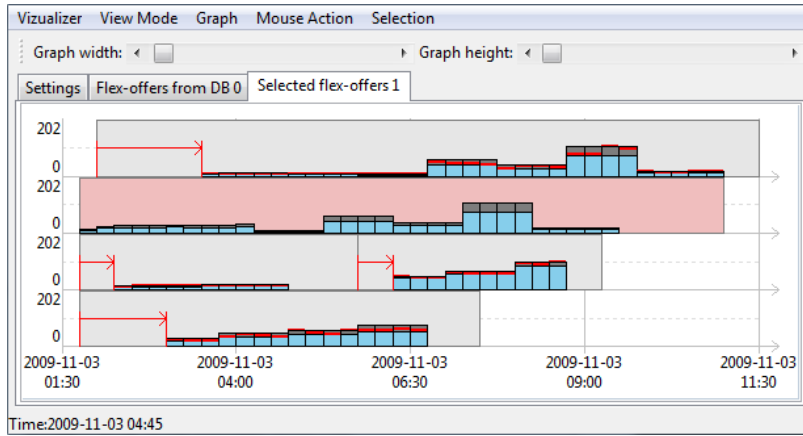 Vizualizer View Mode Graph Mouse Action Selection
Graph width: Graph height:
Settings Flex-offers from DB 0 Selected flex-offers 1
202
0
202
0
202
0
202
0
2009-11-03 2009-11-03 2009-11-03 2009-11-03 2009-11-03
01:30 04:00 06:30 09:00 11:30
Time:2009-11-03 04:45